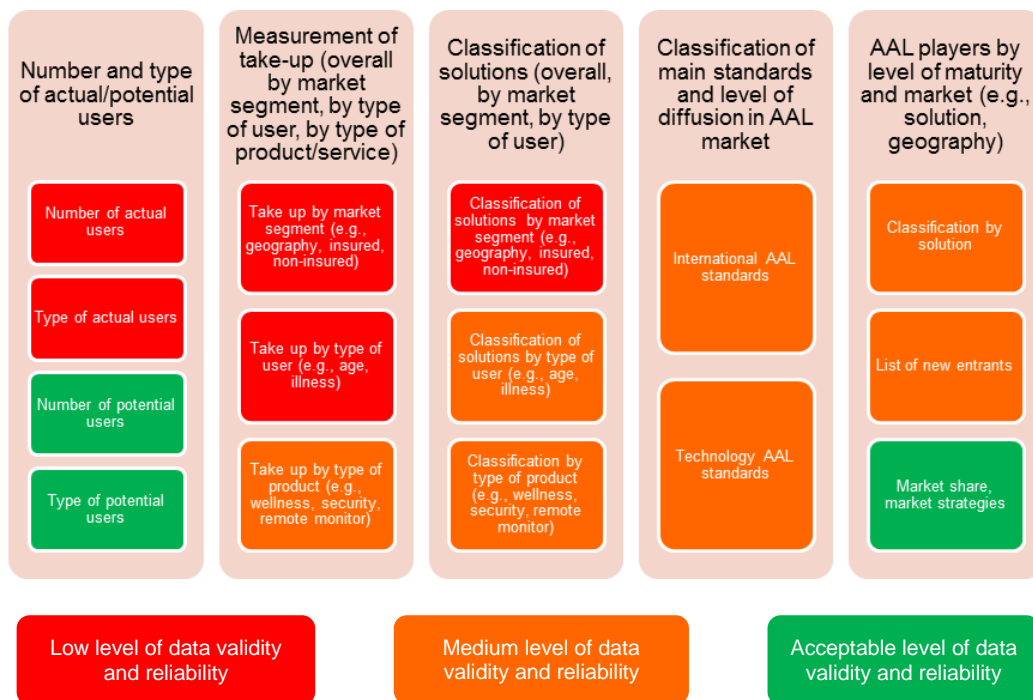 Number and type
of actual/potential
users
Number of actual
users
Type of actual users
Number of potential
users
Type of potential
users
Measurement of
take-up (overall
by market
segment, by type
of user, by type of
product/service)
Take up by market
segment (e.g.,
geography, insured,
non-insured)
Take up by type of
user (e.g., age,
illness)
Take up by type of
product (e.g.,
wellness, security,
remote monitor)
Classification of
solutions (overall,
by market
segment, by type
of user)
Classification of
solutions by market
segment (e.g.,
geography, insured,
non-insured)
Classification of
solutions by type of
user (e.g., age,
illness)
Classification by
type of product
(e.g., wellness,
security, remote
monitor)
Classification of
main standards
and level of
diffusion in AAL
market
International AAL
standards
Technology AAL
standards
AAL players by
level of maturity
and market (e.g.,
solution,
geography)
Classification by
solution
List of new entrants
Market share,
market strategies
Low level of data validity
and reliability
Medium level of data
validity and reliability
Acceptable level of data
validity and reliability